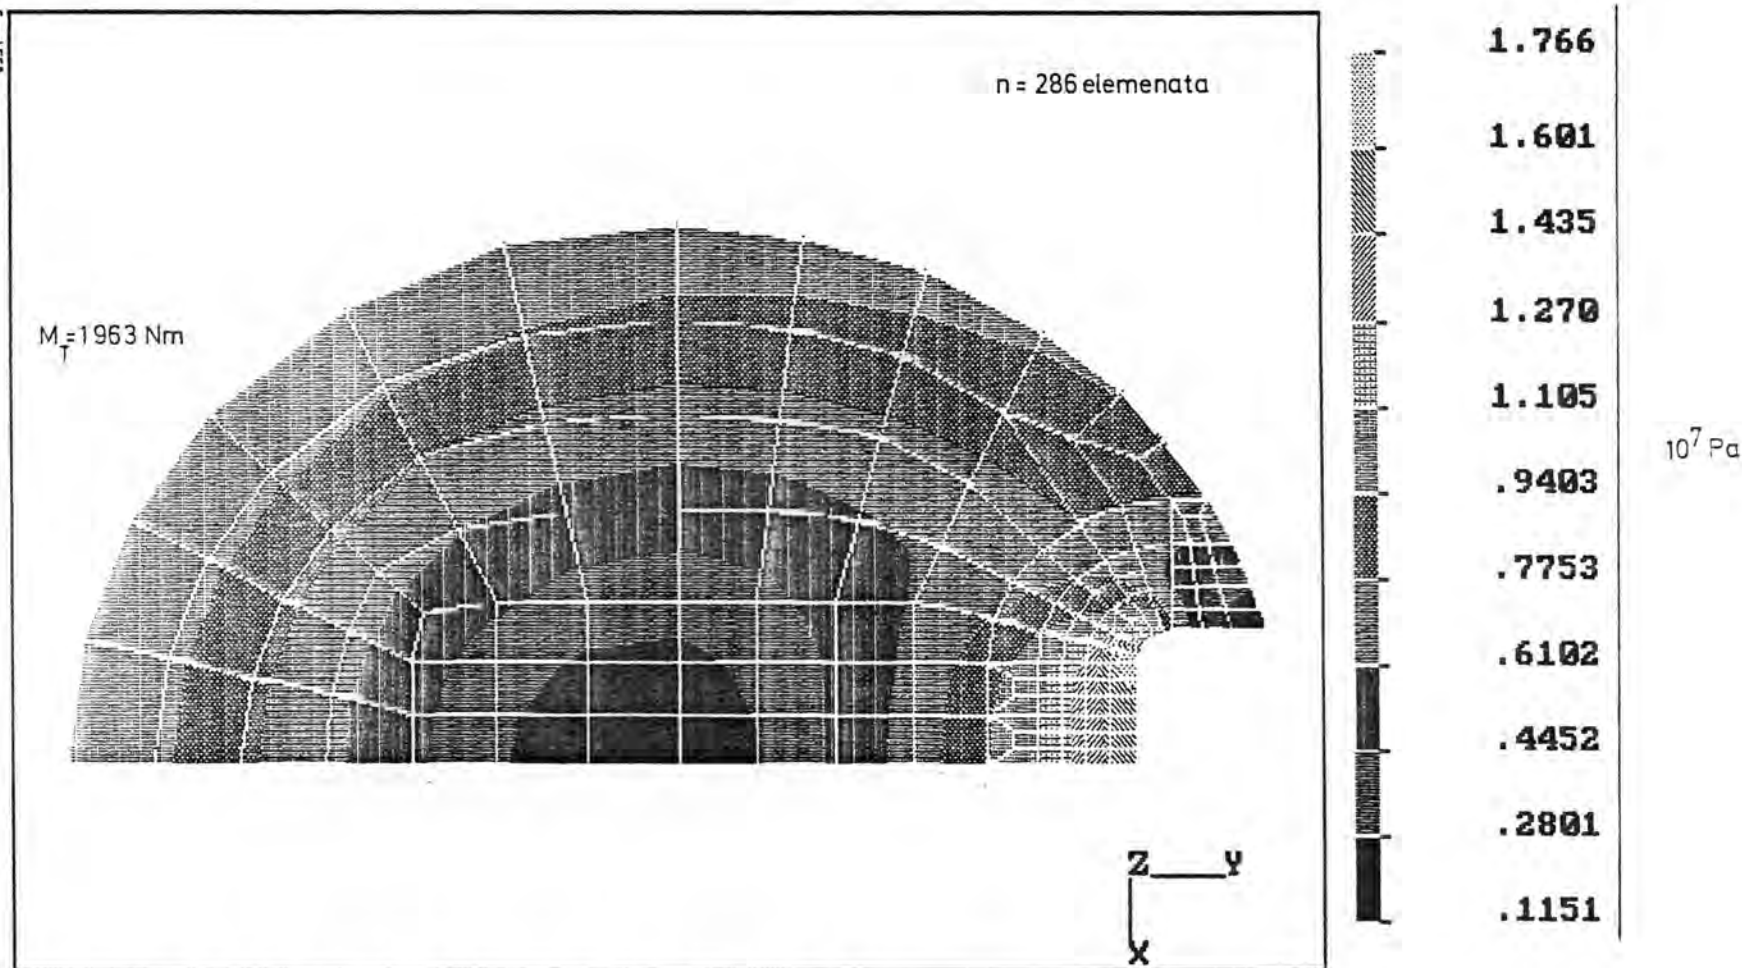 n = 286 elemenata
M_T=1963 Nm
1.766
1.601
1.435
1.270
1.105
.9403
.7753
.6102
.4452
.2801
.1151
10^7 Pa
Z Y
X